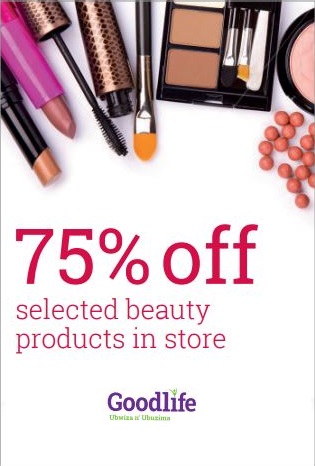 75% off
selected beauty
products in store
Goodlife
Ubwiza n' Ubuzima